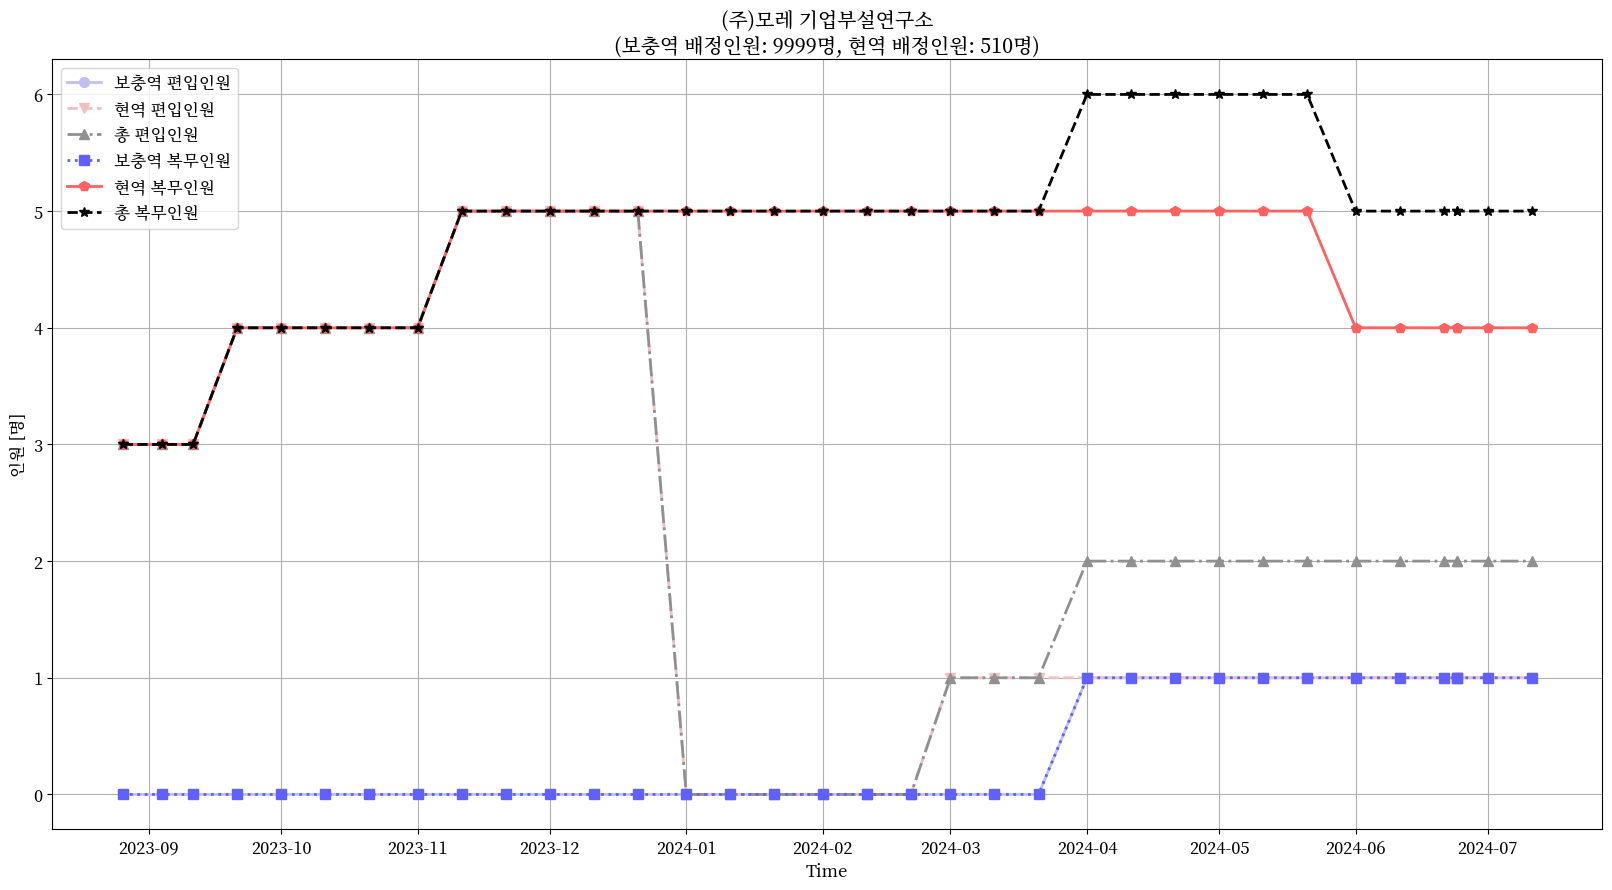 (주)모레 기업부설연구소
(보충역 배정인원: 9999명, 현역 배정인원: 510명)
보충역 편입인원
현역 편입인원
총 편입인원
보충역 복무인원
현역 복무인원
총 복무인원
인원 [명]
6
5
4
3
2
1
0
2023-09 2023-10 2023-11 2023-12 2024-01 2024-02 2024-03 2024-04 2024-05 2024-06 2024-07
Time